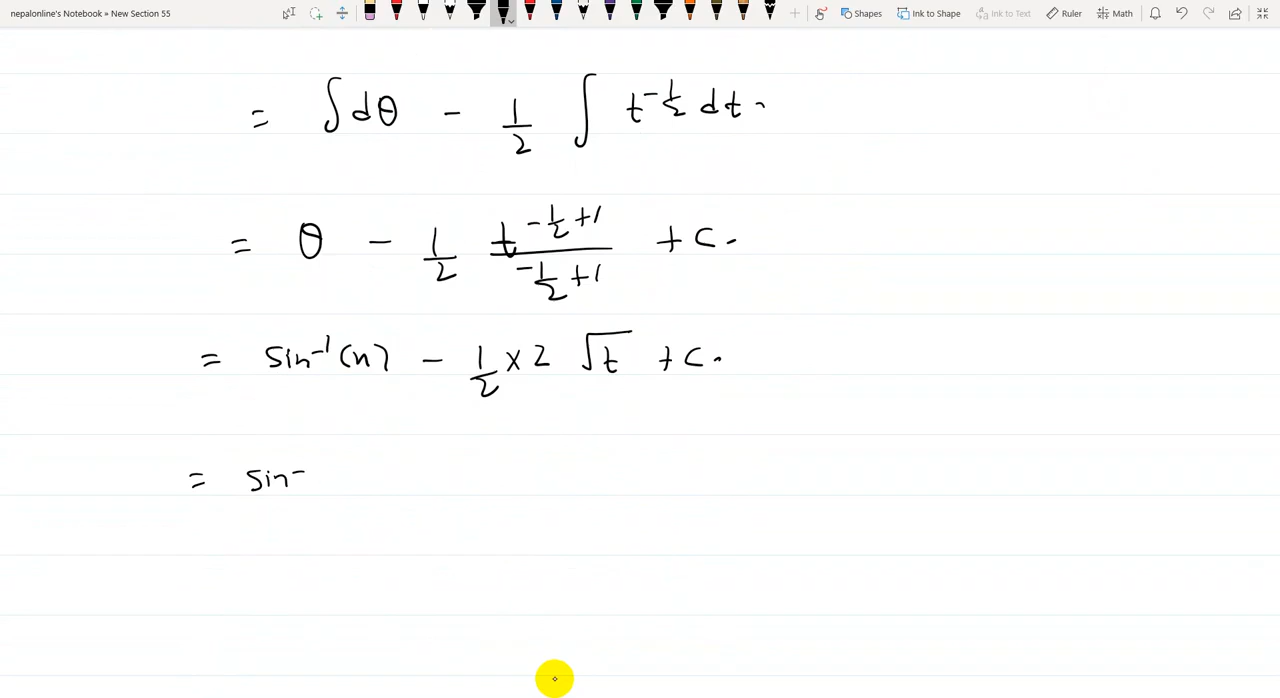 nepalonline's Notebook » New Section 55
Shapes Ink to Shape Ink to Text Ruler Math
= ∫dθ - 1/2 ∫ t^(-1/2) dt.
= θ - 1/2 t^(-1/2 +1)/(-1/2 +1) + c.
= sin⁻¹(n) - 1/2 × 2 √t + c.
= sin⁻